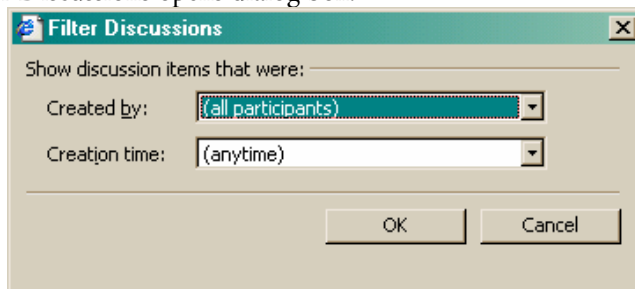 Filter Discussions
Show discussion items that were:
Created by: (all participants)
Creation time: (anytime)
OK Cancel